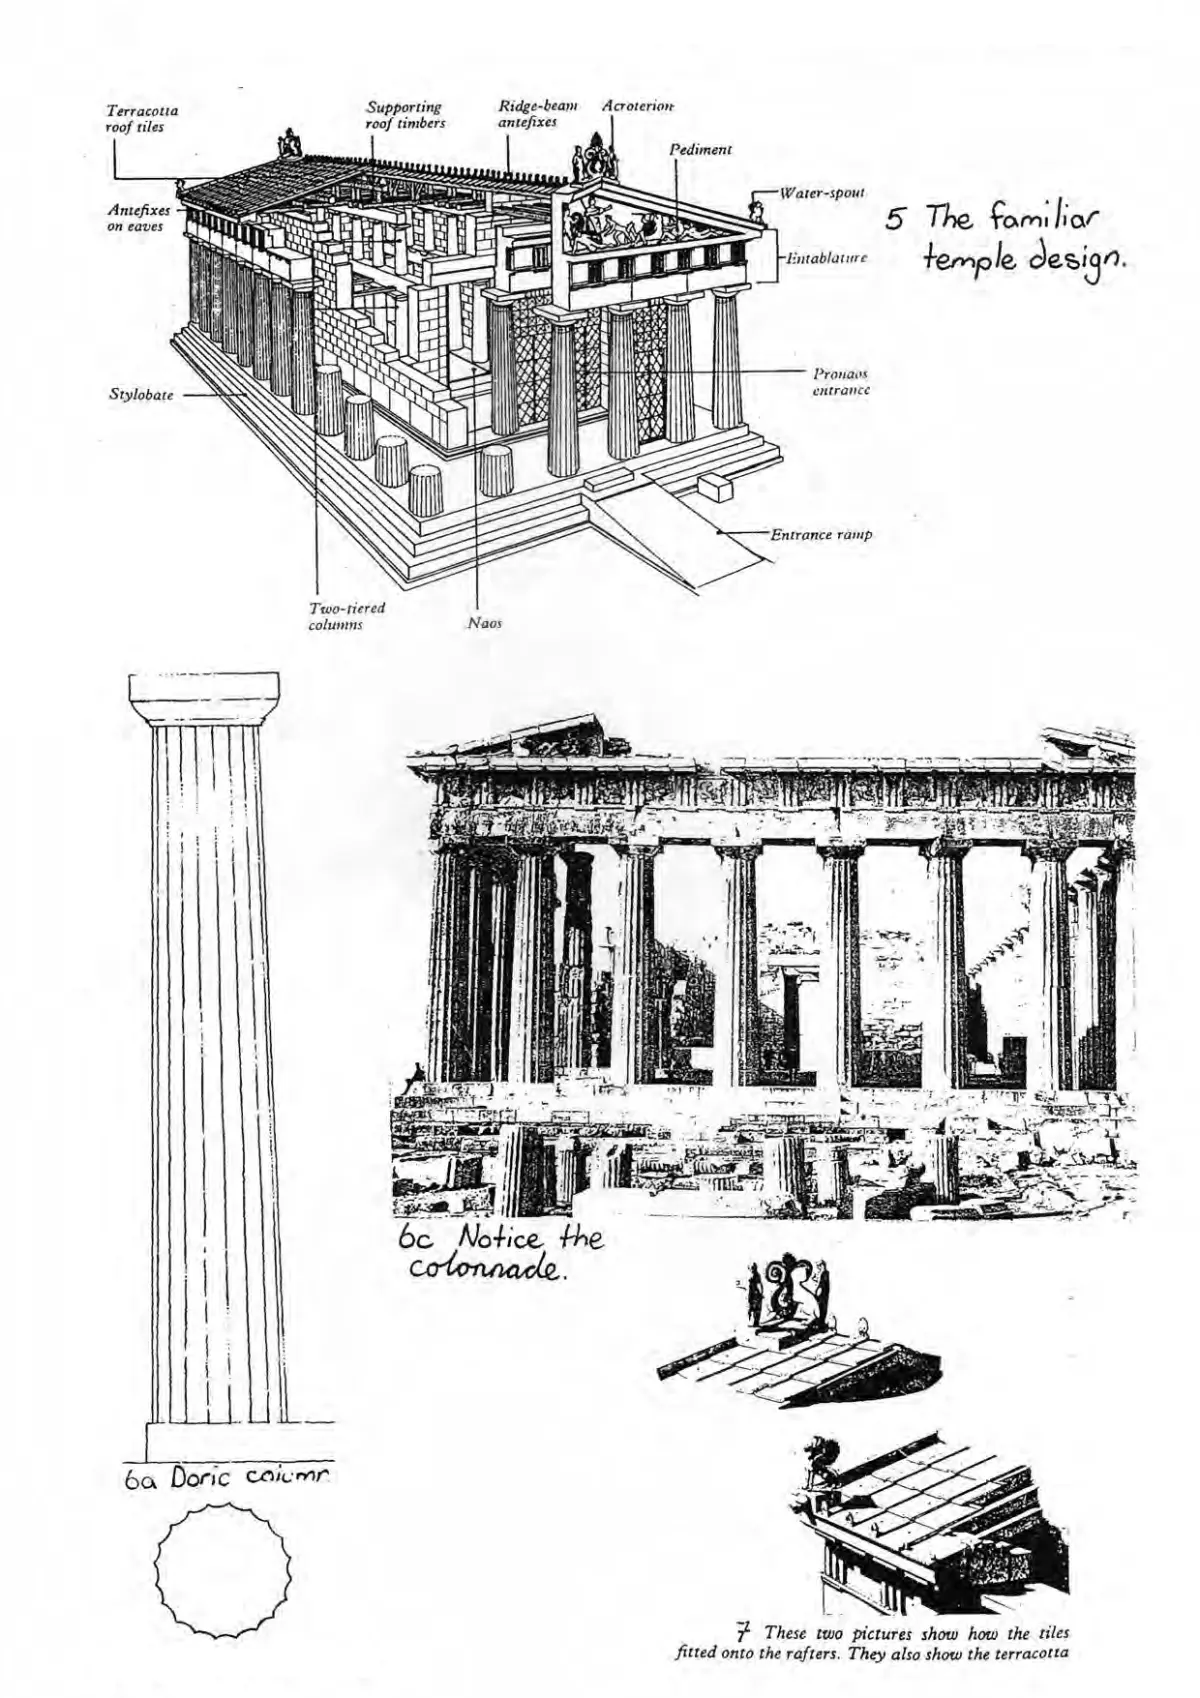 Terracotta
roof tiles
Supporting
roof timbers
Ridge-beam
antefixes
Acroterion
Pediment
Water-spout
Antefixes
on eaves
Entablature
5 The familiar
temple design.
Stylobate
Pronaos
entrance
Entrance ramp
Two-tiered
columns
Naos
6c Notice the
colonnade.
6a Doric column
7 These two pictures show how the tiles
fitted onto the rafters. They also show the terracotta